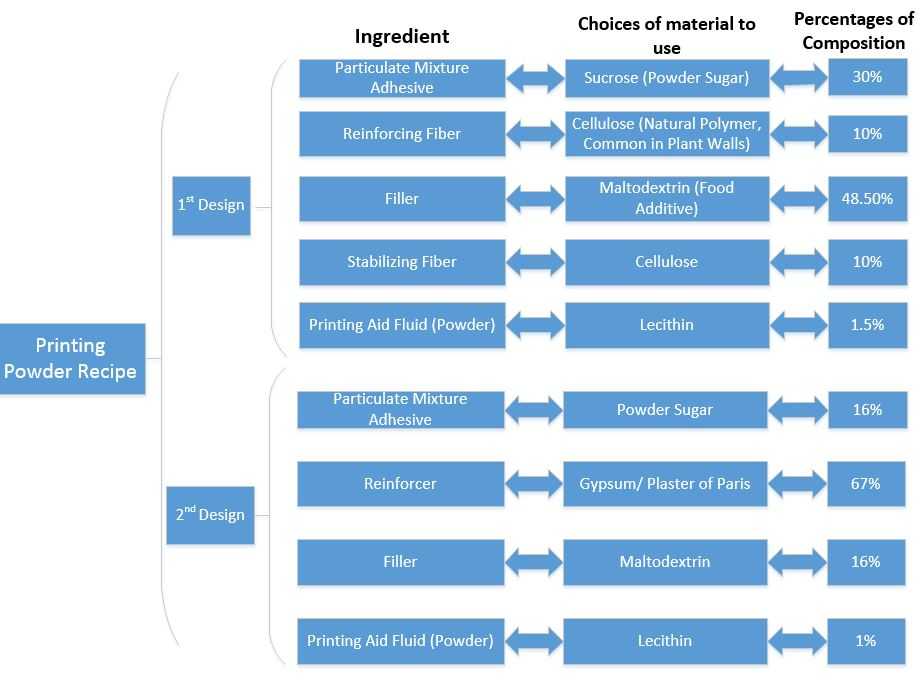 Ingredient
Choices of material to
use
Percentages of
Composition
Printing
Powder Recipe
1st Design
Particulate Mixture
Adhesive
Sucrose (Powder Sugar)
30%
Reinforcing Fiber
Cellulose (Natural Polymer,
Common in Plant Walls)
10%
Filler
Maltodextrin (Food
Additive)
48.50%
Stabilizing Fiber
Cellulose
10%
Printing Aid Fluid (Powder)
Lecithin
1.5%
2nd Design
Particulate Mixture
Adhesive
Powder Sugar
16%
Reinforcer
Gypsum/ Plaster of Paris
67%
Filler
Maltodextrin
16%
Printing Aid Fluid (Powder)
Lecithin
1%